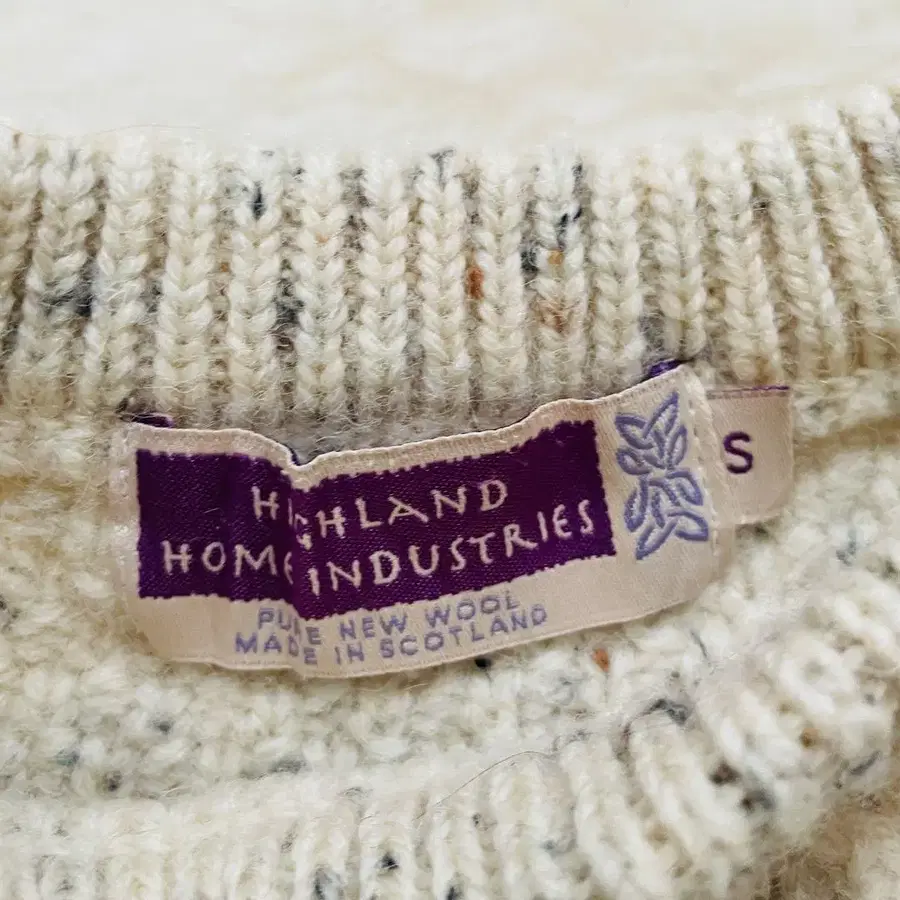 HIGHLAND
HOME INDUSTRIES
PURE NEW WOOL
MADE IN SCOTLAND
S